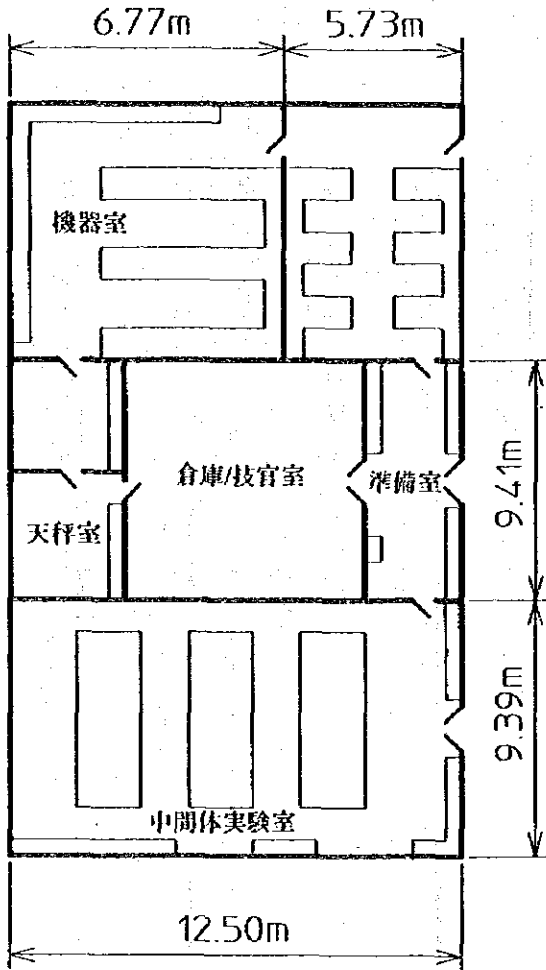 6.77m
5.73m
機器室
倉庫/技官室
準備室
天秤室
9.41m
9.39m
中間体実験室
12.50m